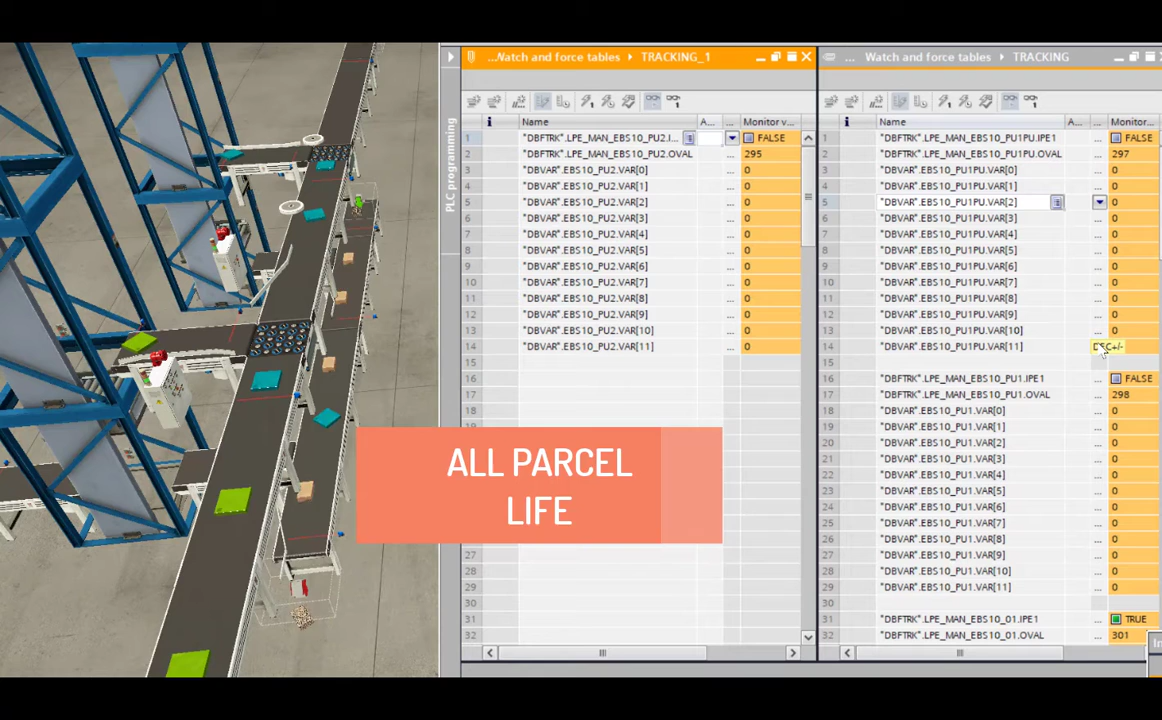 ...Watch and force tables ▸ TRACKING_1
Name A... ... Monitor v...
1 "DBFTRK".LPE_MAN_EBS10_PU2.I... FALSE
2 "DBFTRK".LPE_MAN_EBS10_PU2.OVAL ... 295
3 "DBVAR".EBS10_PU2.VAR[0] ... 0
4 "DBVAR".EBS10_PU2.VAR[1] ... 0
5 "DBVAR".EBS10_PU2.VAR[2] ... 0
6 "DBVAR".EBS10_PU2.VAR[3] ... 0
7 "DBVAR".EBS10_PU2.VAR[4] ... 0
8 "DBVAR".EBS10_PU2.VAR[5] ... 0
9 "DBVAR".EBS10_PU2.VAR[6] ... 0
10 "DBVAR".EBS10_PU2.VAR[7] ... 0
11 "DBVAR".EBS10_PU2.VAR[8] ... 0
12 "DBVAR".EBS10_PU2.VAR[9] ... 0
13 "DBVAR".EBS10_PU2.VAR[10] ... 0
14 "DBVAR".EBS10_PU2.VAR[11] ... 0
15
16
17
18
19
27
28
29
30
31
32
PLC programming
... Watch and force tables ▸ TRACKING
Name A... ... Monitor...
1 "DBFTRK".LPE_MAN_EBS10_PU1PU.IPE1 ... FALSE
2 "DBFTRK".LPE_MAN_EBS10_PU1PU.OVAL ... 297
3 "DBVAR".EBS10_PU1PU.VAR[0] ... 0
4 "DBVAR".EBS10_PU1PU.VAR[1] ... 0
5 "DBVAR".EBS10_PU1PU.VAR[2] 0
6 "DBVAR".EBS10_PU1PU.VAR[3] ... 0
7 "DBVAR".EBS10_PU1PU.VAR[4] ... 0
8 "DBVAR".EBS10_PU1PU.VAR[5] ... 0
9 "DBVAR".EBS10_PU1PU.VAR[6] ... 0
10 "DBVAR".EBS10_PU1PU.VAR[7] ... 0
11 "DBVAR".EBS10_PU1PU.VAR[8] ... 0
12 "DBVAR".EBS10_PU1PU.VAR[9] ... 0
13 "DBVAR".EBS10_PU1PU.VAR[10] ... 0
14 "DBVAR".EBS10_PU1PU.VAR[11] DEC+/-
15
16 "DBFTRK".LPE_MAN_EBS10_PU1.IPE1 ... FALSE
17 "DBFTRK".LPE_MAN_EBS10_PU1.OVAL ... 298
18 "DBVAR".EBS10_PU1.VAR[0] ... 0
19 "DBVAR".EBS10_PU1.VAR[1] ... 0
20 "DBVAR".EBS10_PU1.VAR[2] ... 0
21 "DBVAR".EBS10_PU1.VAR[3] ... 0
22 "DBVAR".EBS10_PU1.VAR[4] ... 0
23 "DBVAR".EBS10_PU1.VAR[5] ... 0
24 "DBVAR".EBS10_PU1.VAR[6] ... 0
25 "DBVAR".EBS10_PU1.VAR[7] ... 0
26 "DBVAR".EBS10_PU1.VAR[8] ... 0
27 "DBVAR".EBS10_PU1.VAR[9] ... 0
28 "DBVAR".EBS10_PU1.VAR[10] ... 0
29 "DBVAR".EBS10_PU1.VAR[11] ... 0
30
31 "DBFTRK".LPE_MAN_EBS10_01.IPE1 ... TRUE
32 "DBFTRK".LPE_MAN_EBS10_01.OVAL ... 301
ALL PARCEL
LIFE